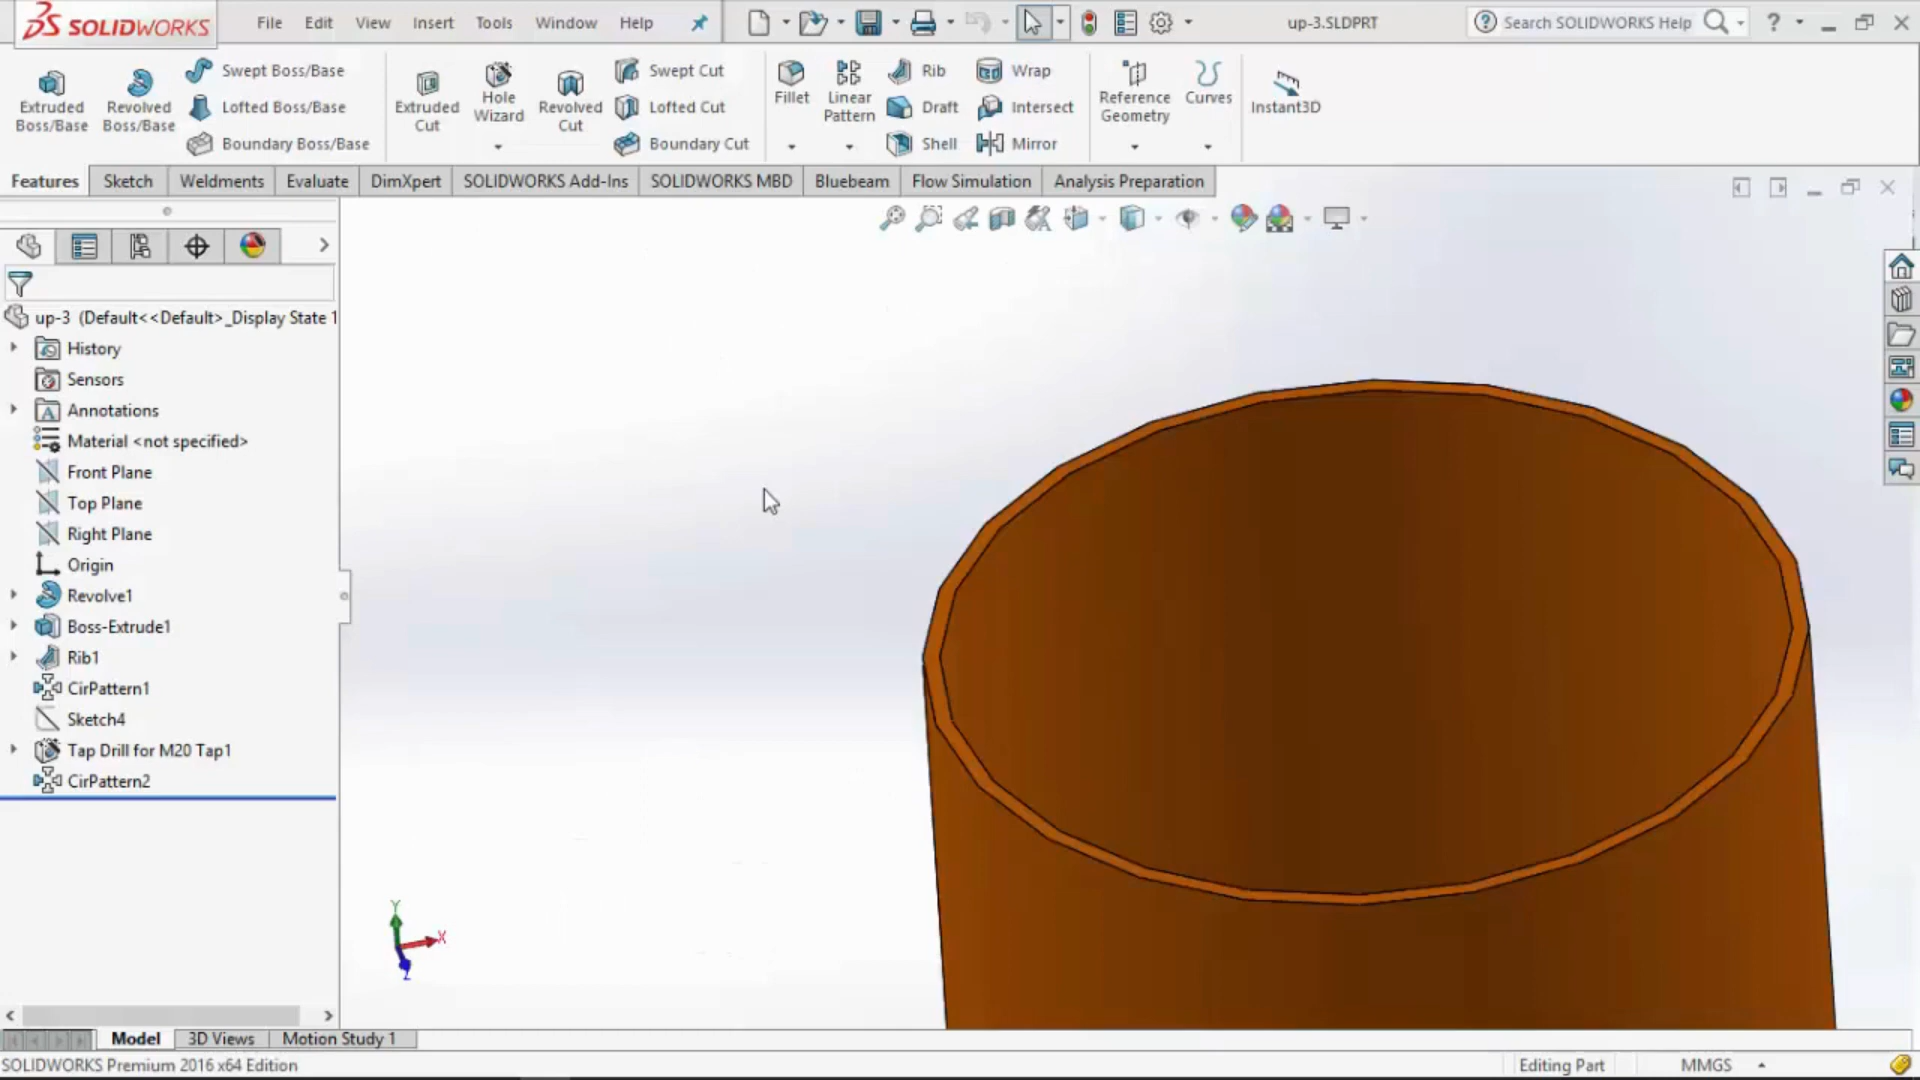 SOLIDWORKS File Edit View Insert Tools Window Help up-3.SLDPRT Search SOLIDWORKS Help ?
Extruded Boss/Base
Revolved Boss/Base
Swept Boss/Base
Lofted Boss/Base
Boundary Boss/Base
Extruded Cut
Hole Wizard
Revolved Cut
Swept Cut
Lofted Cut
Boundary Cut
Fillet
Linear Pattern
Rib
Draft
Shell
Wrap
Intersect
Mirror
Reference Geometry
Curves
Instant3D
Features Sketch Weldments Evaluate DimXpert SOLIDWORKS Add-Ins SOLIDWORKS MBD Bluebeam Flow Simulation Analysis Preparation
up-3 (Default<<Default>_Display State 1
History
Sensors
A Annotations
Material <not specified>
Front Plane
Top Plane
Right Plane
Origin
Revolve1
Boss-Extrude1
Rib1
CirPattern1
Sketch4
Tap Drill for M20 Tap1
CirPattern2
Y
X
Z
Model 3D Views Motion Study 1
SOLIDWORKS Premium 2016 x64 Edition Editing Part MMGS